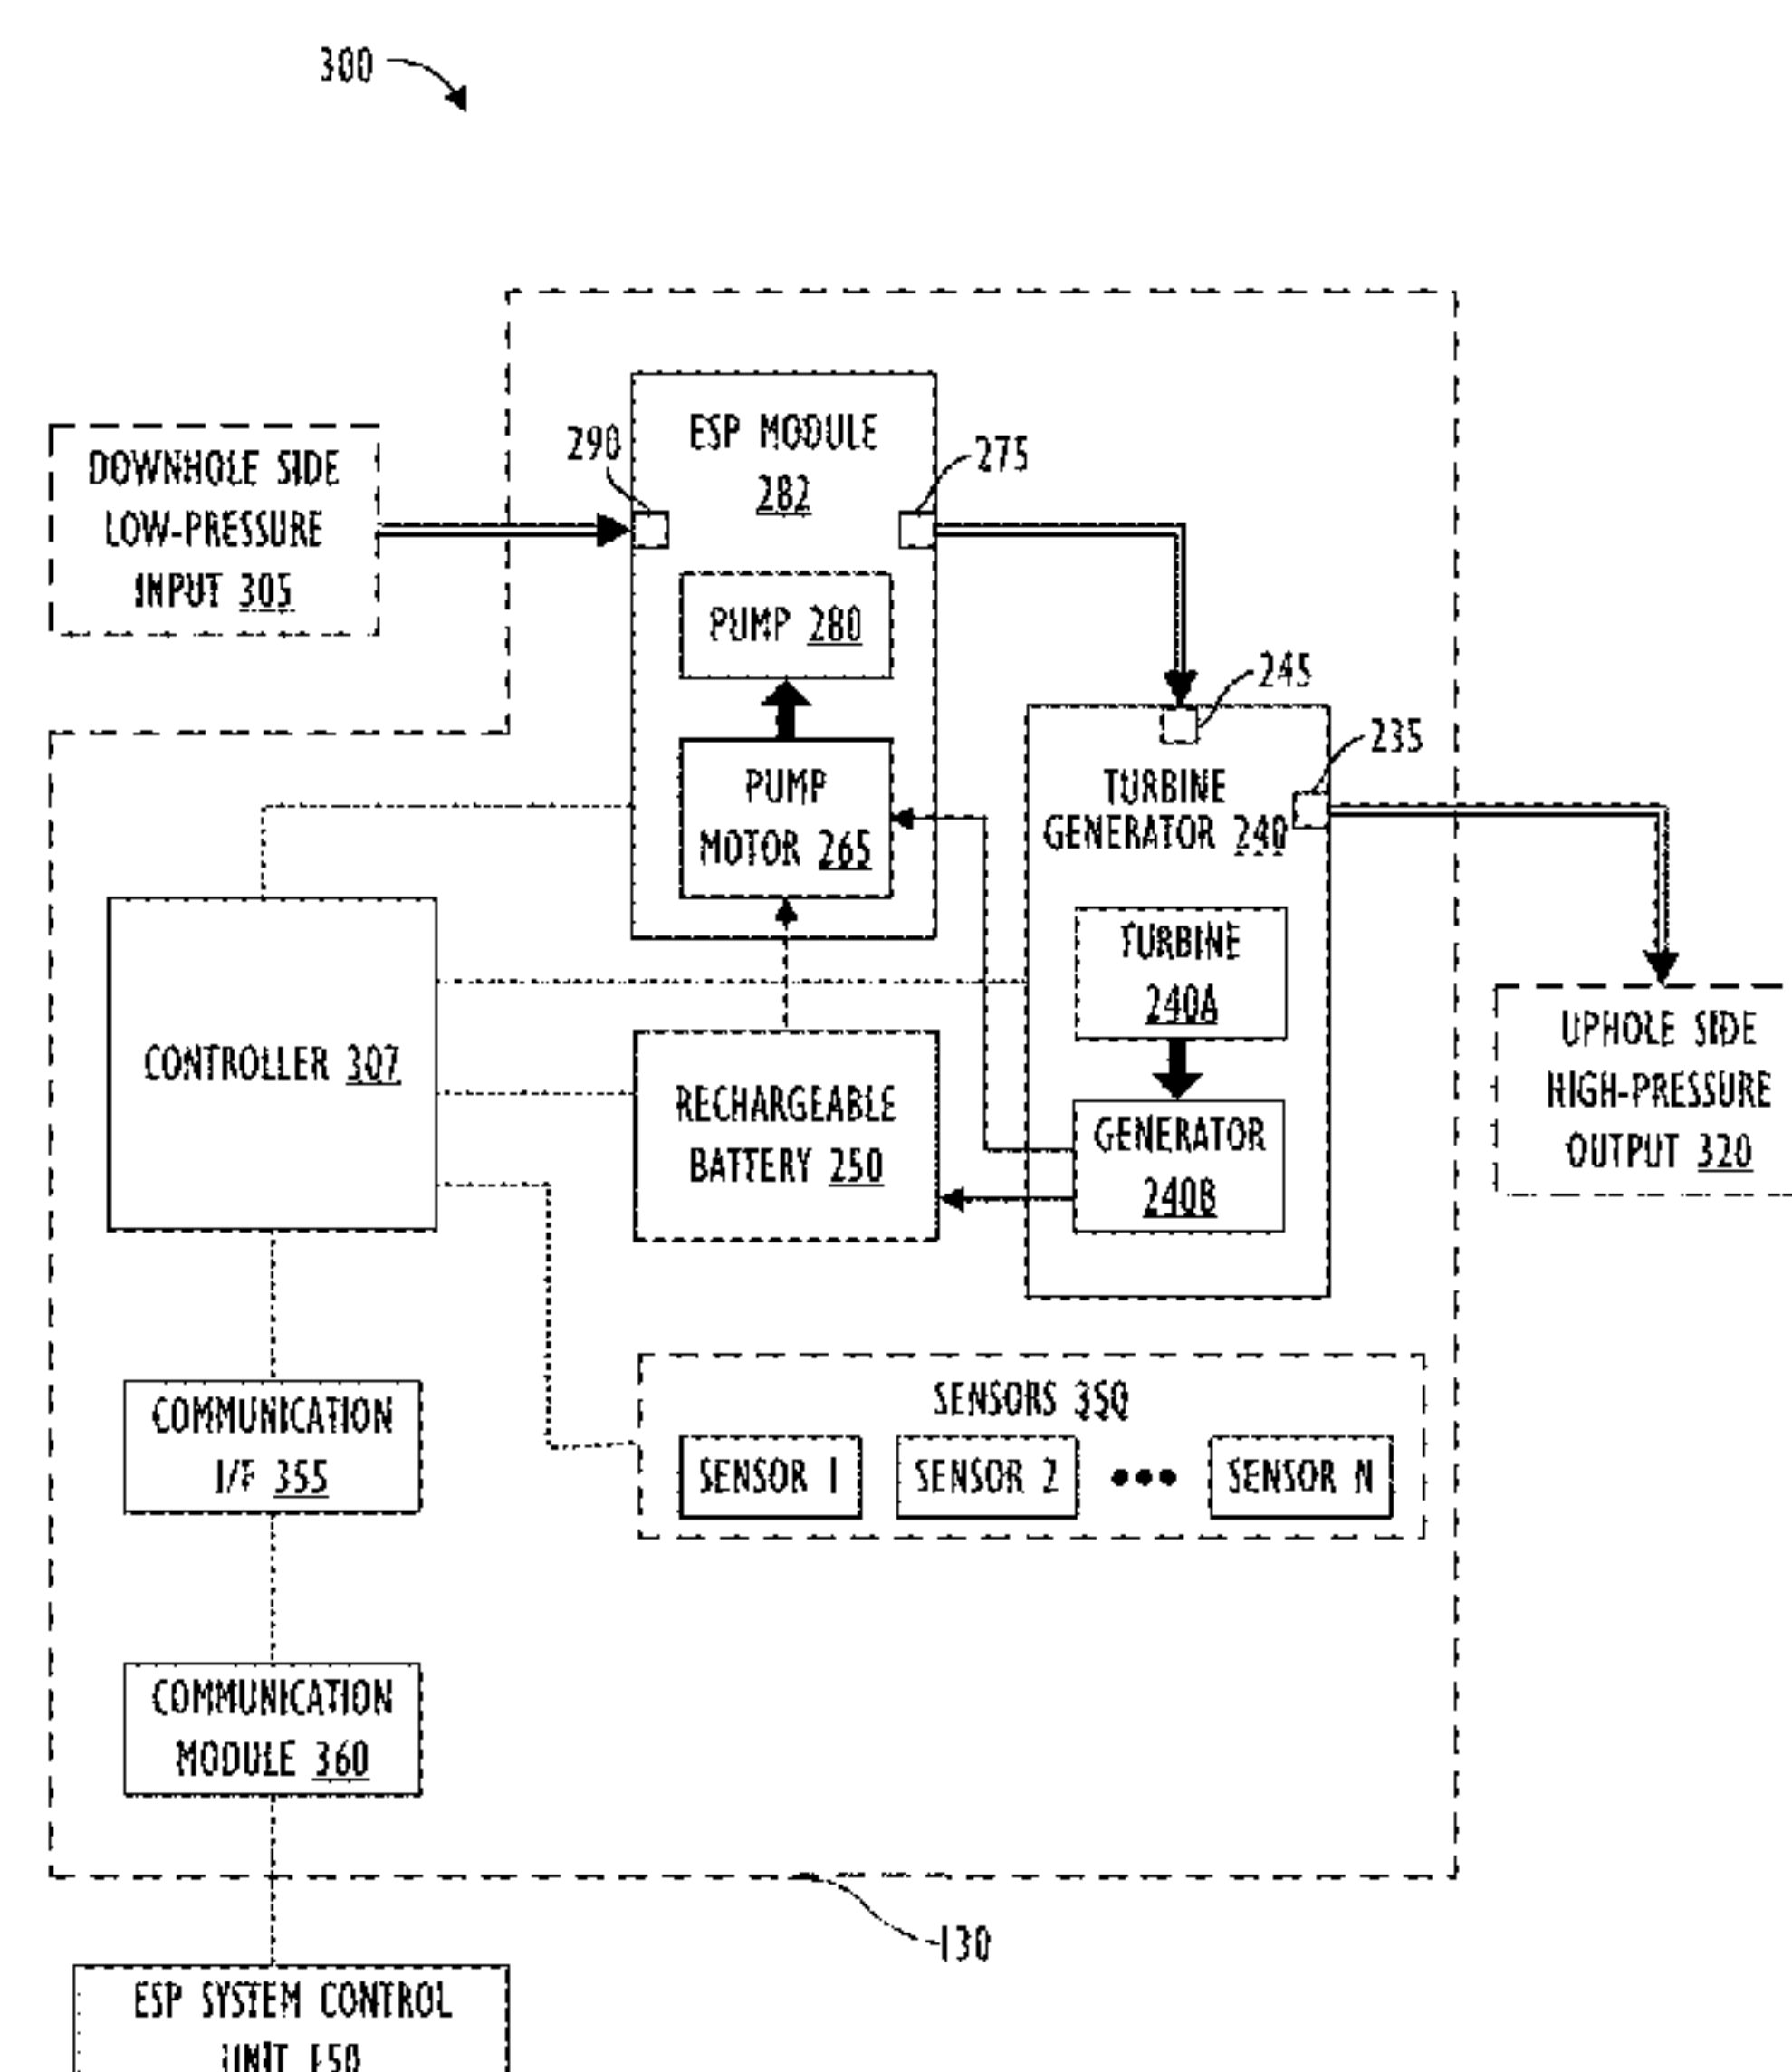 300
ESP MODULE
282
290
275
DOWNHOLE SIDE
LOW-PRESSURE
INPUT 305
PUMP 280
245
235
PUMP
MOTOR 265
TURBINE
GENERATOR 240
TURBINE
240A
CONTROLLER 307
RECHARGEABLE
BATTERY 250
GENERATOR
240B
UPHOLE SIDE
HIGH-PRESSURE
OUTPUT 320
SENSORS 350
SENSOR 1
SENSOR 2
SENSOR N
COMMUNICATION
I/F 355
COMMUNICATION
MODULE 360
130
ESP SYSTEM CONTROL
UNIT